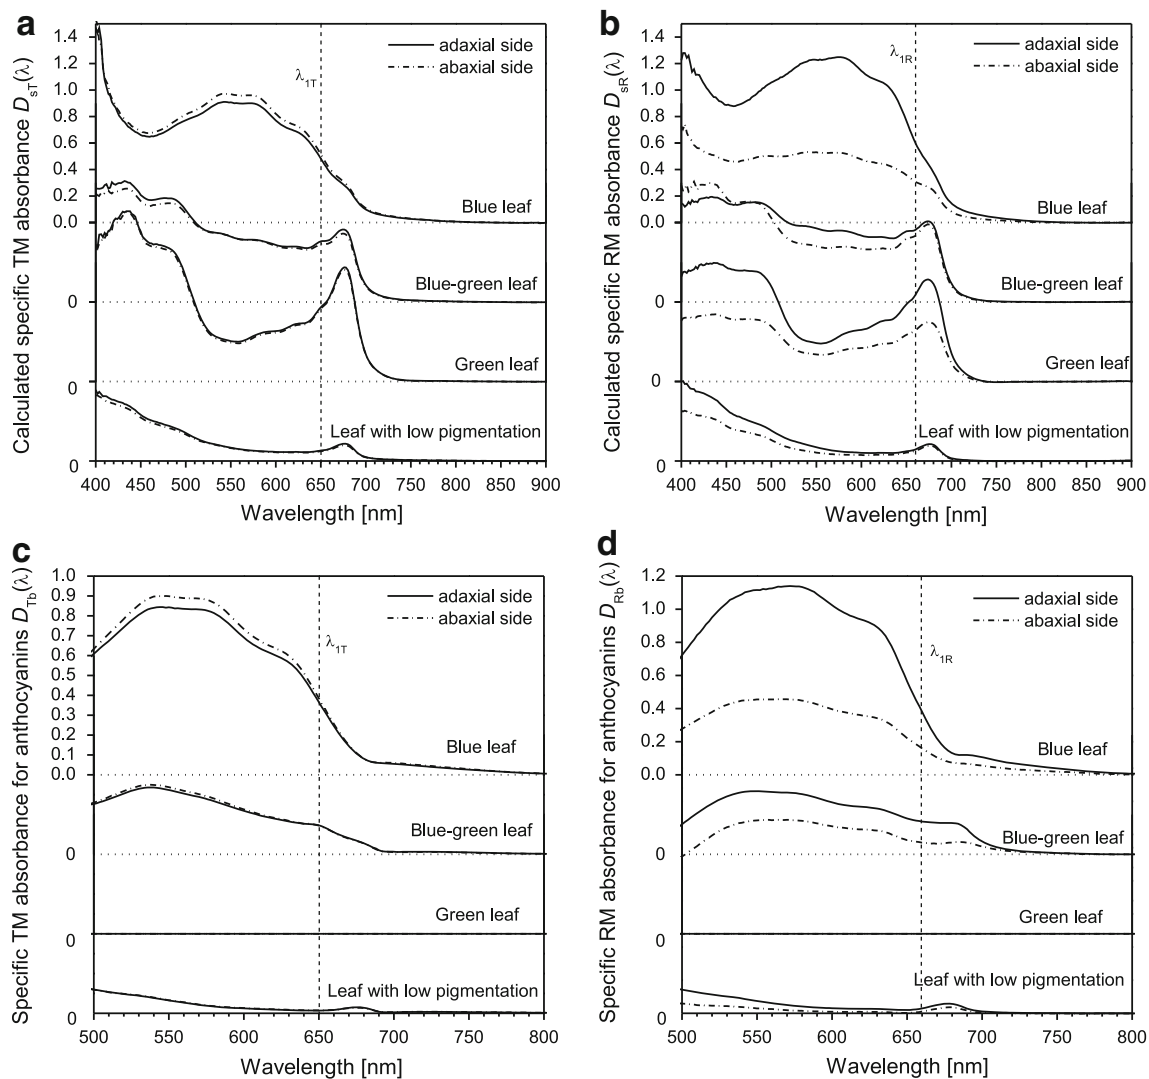 a
Calculated specific TM absorbance D_sT(λ)
1.4
1.2
1.0
0.8
0.6
0.4
0.2
0.0
0
0
0
adaxial side
abaxial side
λ_1T
Blue leaf
Blue-green leaf
Green leaf
Leaf with low pigmentation
400 450 500 550 600 650 700 750 800 850 900
Wavelength [nm]
b
Calculated specific RM absorbance D_sR(λ)
1.4
1.2
1.0
0.8
0.6
0.4
0.2
0.0
0
0
0
adaxial side
abaxial side
λ_1R
Blue leaf
Blue-green leaf
Green leaf
Leaf with low pigmentation
400 450 500 550 600 650 700 750 800 850 900
Wavelength [nm]
c
Specific TM absorbance for anthocyanins D_Tb(λ)
1.0
0.9
0.8
0.7
0.6
0.5
0.4
0.3
0.2
0.1
0.0
0
0
0
adaxial side
abaxial side
λ_1T
Blue leaf
Blue-green leaf
Green leaf
Leaf with low pigmentation
500 550 600 650 700 750 800
Wavelength [nm]
d
Specific RM absorbance for anthocyanins D_Rb(λ)
1.2
1.0
0.8
0.6
0.4
0.2
0.0
0
0
0
adaxial side
abaxial side
λ_1R
Blue leaf
Blue-green leaf
Green leaf
Leaf with low pigmentation
500 550 600 650 700 750 800
Wavelength [nm]